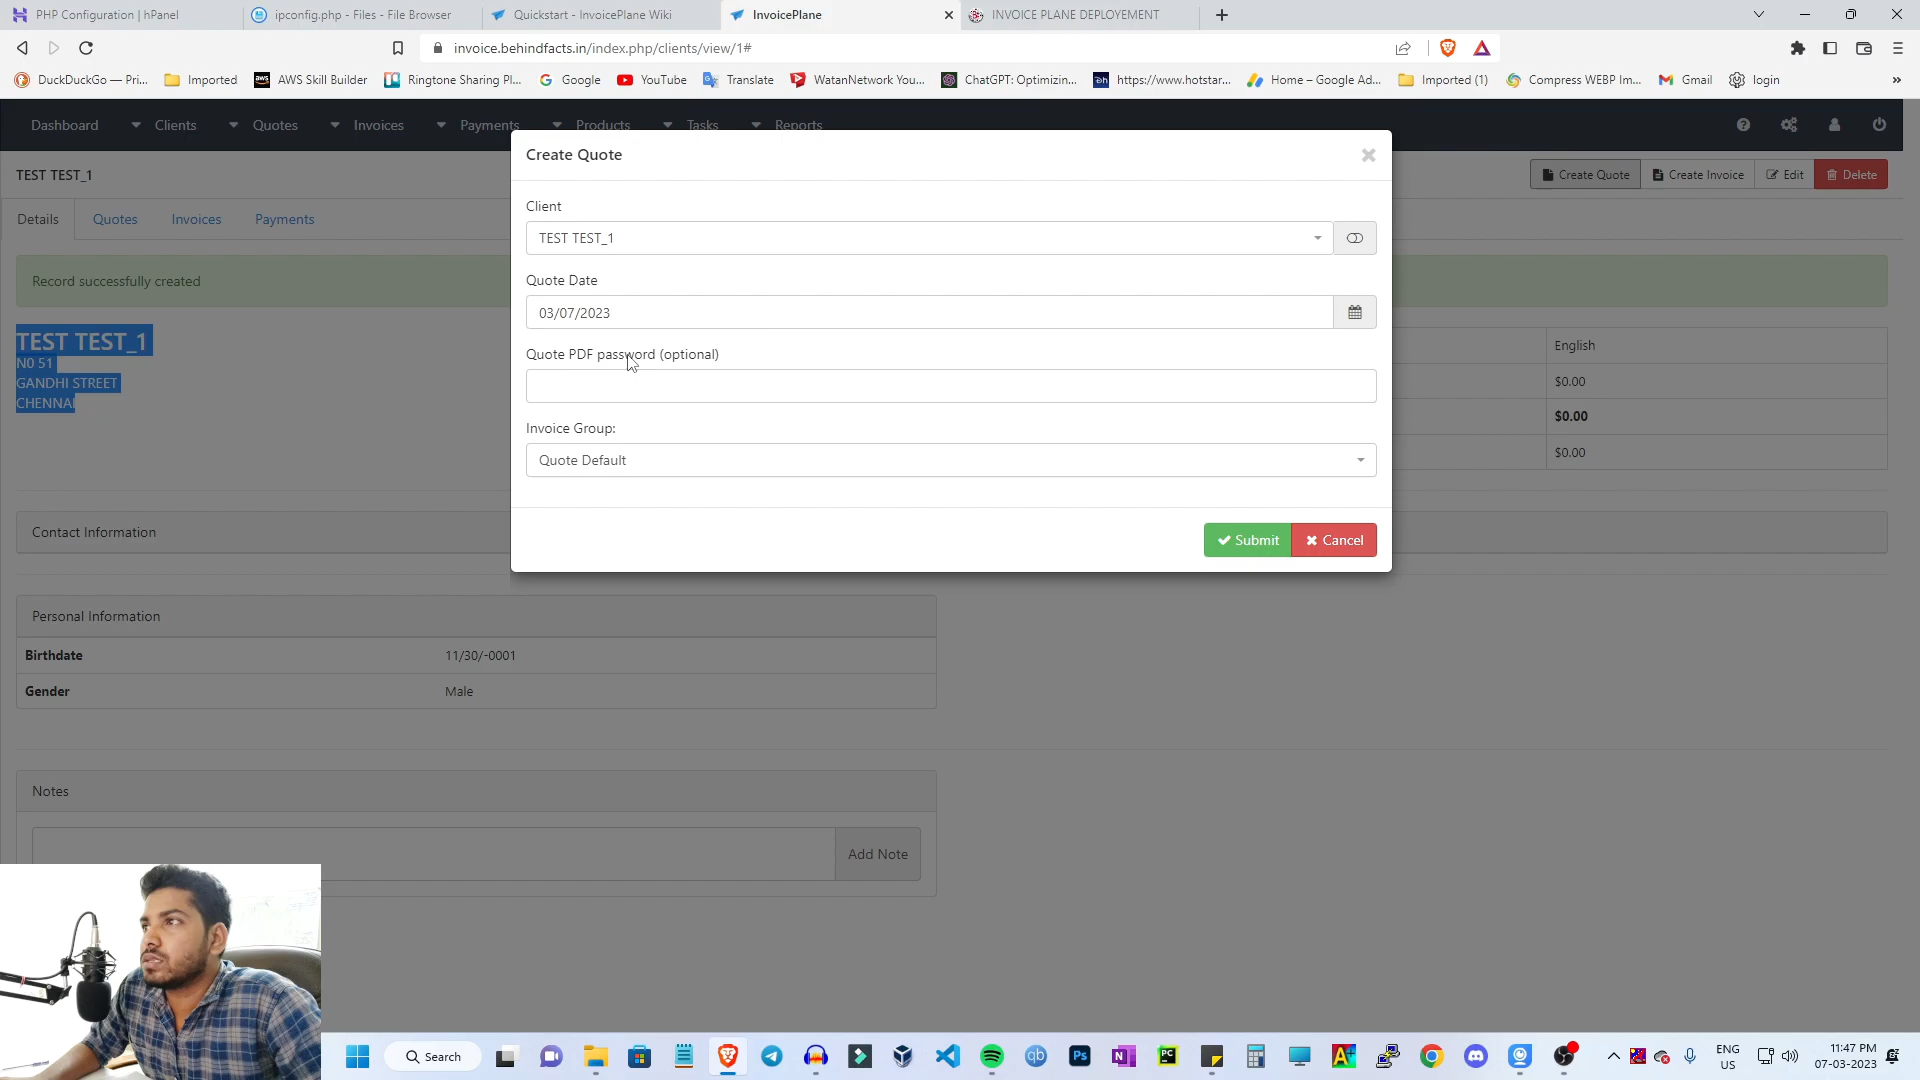 PHP Configuration | hPanel
ipconfig.php - Files - File Browser
Quickstart - InvoicePlane Wiki
InvoicePlane
INVOICE PLANE DEPLOYEMENT
invoice.behindfacts.in/index.php/clients/view/1#
DuckDuckGo — Pri...
Imported
AWS Skill Builder
Ringtone Sharing Pl...
Google
YouTube
Translate
WatanNetwork You...
ChatGPT: Optimizin...
https://www.hotstar...
Home – Google Ad...
Imported (1)
Compress WEBP Im...
Gmail
login
Dashboard
Clients
Quotes
Invoices
Payments
Products
Tasks
Reports
TEST TEST_1
Create Quote
Create Invoice
Edit
Delete
Details
Quotes
Invoices
Payments
Record successfully created
TEST TEST_1
N0 51
GANDHI STREET
CHENNAI
English
$0.00
$0.00
$0.00
Create Quote
Client
TEST TEST_1
Quote Date
03/07/2023
Quote PDF password (optional)
Invoice Group:
Quote Default
Submit
Cancel
Contact Information
Personal Information
Birthdate
11/30/-0001
Gender
Male
Notes
Add Note
Search
ENG
US
11:47 PM
07-03-2023